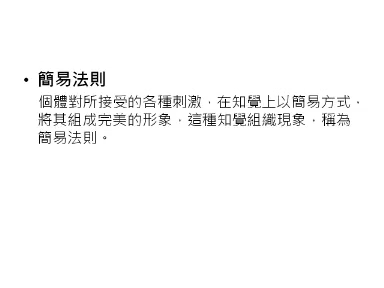 • 簡易法則
個體對所接受的各種刺激，在知覺上以簡易方式，
將其組成完美的形象，這種知覺組織現象，稱為
簡易法則。